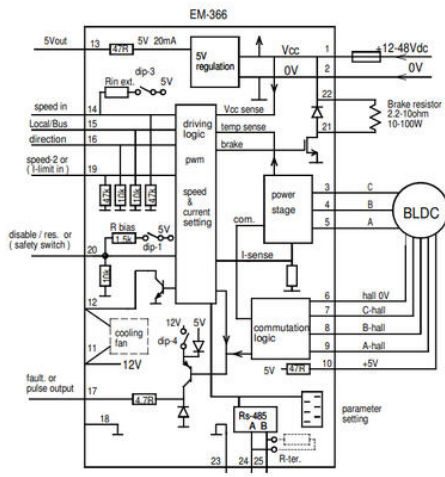 EM-366
5Vout
13
47R
5V 20mA
5V
regulation
Vcc
1
+12-48Vdc
0V
2
0V
dip-3
Rin ext.
5V
22
Brake resistor
2.2-10ohm
10-100W
speed in
14
Vcc sense
Local/Bus
15
driving
logic
temp sense
21
direction
16
brake
pwm
speed-2 or
( I-limit in )
19
47k
10k
10k
47k
speed
&
current
setting
power
stage
3
C
4
B
5
A
BLDC
com.
disable / res. or
( safety switch )
20
R bias
1.5k
5V
dip-1
I-sense
10k
12
6
hall 0V
7
C-hall
commutation
logic
8
B-hall
9
A-hall
cooling
fan
11
12V
12V
5V
dip-4
5V
47R
10
+5V
fault. or
pulse output
17
4.7R
Rs-485
A B
parameter
setting
18
R-ter.
23
24
25